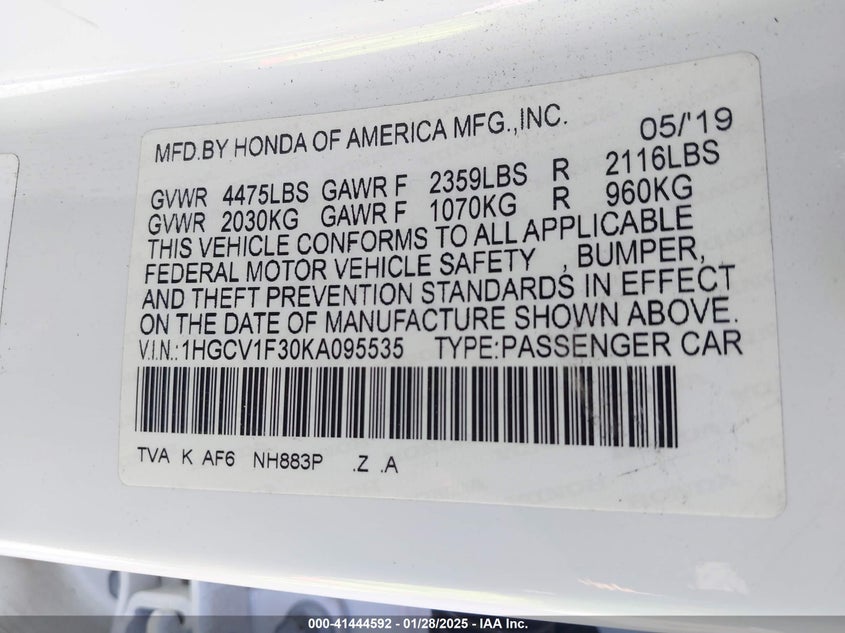 MFD.BY HONDA OF AMERICA MFG.,INC. 05/'19
GVWR 4475LBS GAWR F 2359LBS R 2116LBS
GVWR 2030KG GAWR F 1070KG R 960KG
THIS VEHICLE CONFORMS TO ALL APPLICABLE
FEDERAL MOTOR VEHICLE SAFETY , BUMPER,
AND THEFT PREVENTION STANDARDS IN EFFECT
ON THE DATE OF MANUFACTURE SHOWN ABOVE.
V.I.N.:1HGCV1F30KA095535 TYPE:PASSENGER CAR
TVA K AF6 NH883P .Z .A
000-41444592 - 01/28/2025 - IAA Inc.